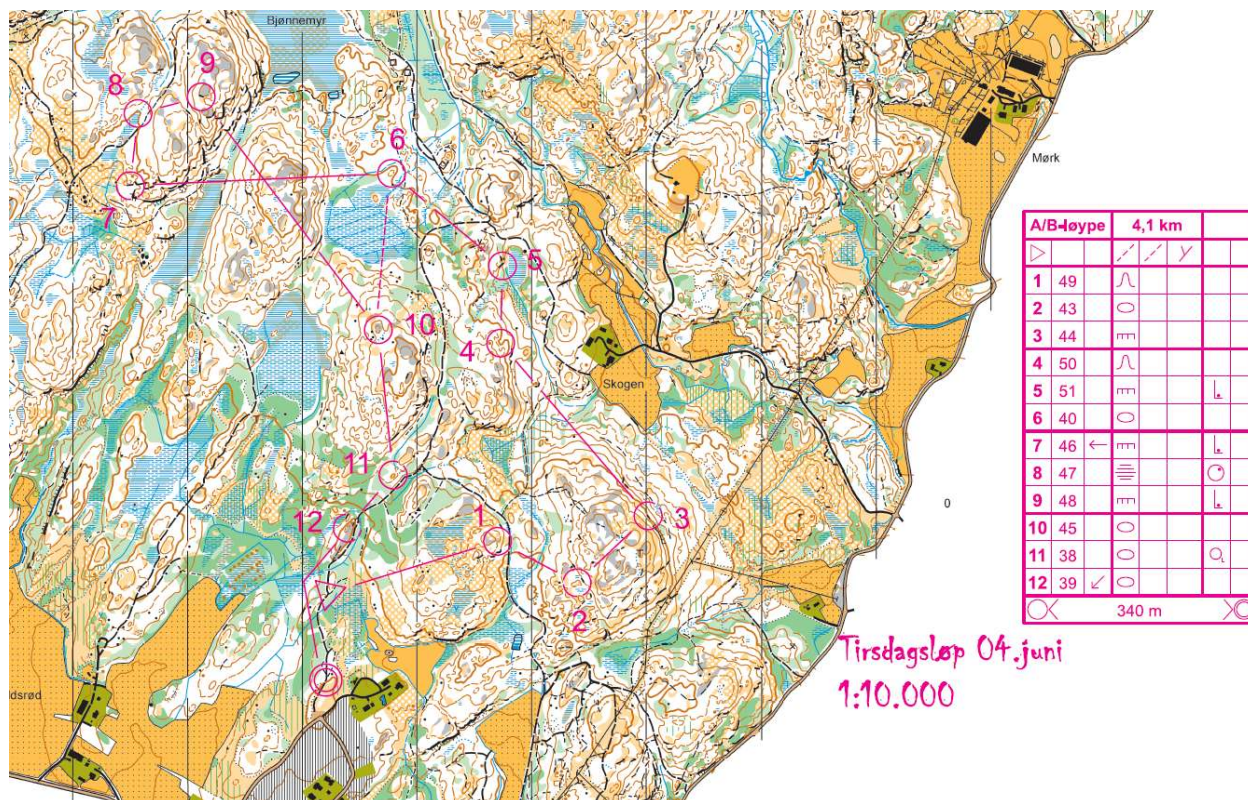 Bjønnemyr
9
8
6
7
Mørk
5
10
4
Skogen
11
12
1
3
2
0
ldsrød
A/B-løype 4,1 km
1 49
2 43
3 44
4 50
5 51
6 40
7 46 ←
8 47
9 48
10 45
11 38
12 39 ↙
340 m
Tirsdagsløp 04.juni
1:10.000